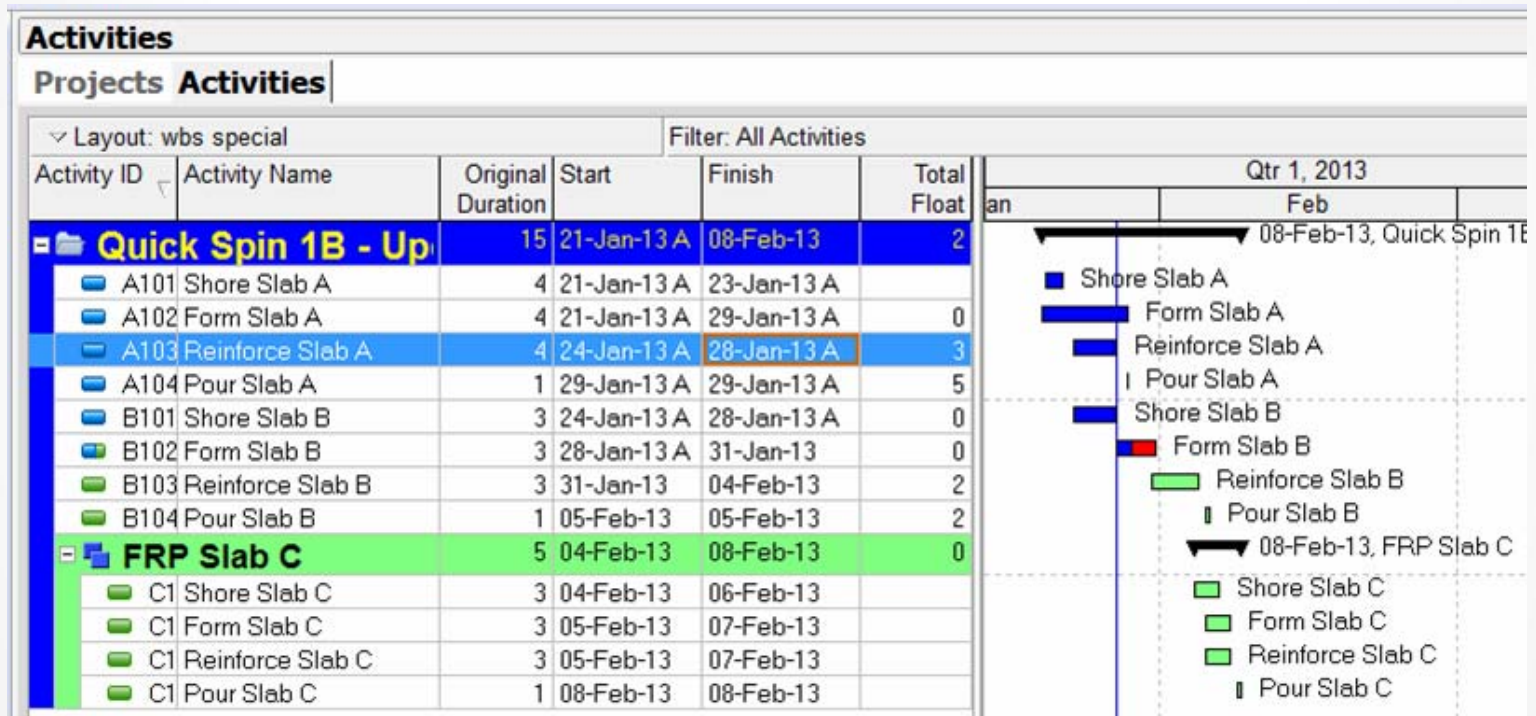 Activities
Projects Activities
Layout: wbs special Filter: All Activities
Activity ID Activity Name Original Duration Start Finish Total Float
Qtr 1, 2013
an Feb
Quick Spin 1B - Up 15 21-Jan-13 A 08-Feb-13 2 08-Feb-13, Quick Spin 1B
A101 Shore Slab A 4 21-Jan-13 A 23-Jan-13 A Shore Slab A
A102 Form Slab A 4 21-Jan-13 A 29-Jan-13 A 0 Form Slab A
A103 Reinforce Slab A 4 24-Jan-13 A 28-Jan-13 A 3 Reinforce Slab A
A104 Pour Slab A 1 29-Jan-13 A 29-Jan-13 A 5 Pour Slab A
B101 Shore Slab B 3 24-Jan-13 A 28-Jan-13 A 0 Shore Slab B
B102 Form Slab B 3 28-Jan-13 A 31-Jan-13 0 Form Slab B
B103 Reinforce Slab B 3 31-Jan-13 04-Feb-13 2 Reinforce Slab B
B104 Pour Slab B 1 05-Feb-13 05-Feb-13 2 Pour Slab B
FRP Slab C 5 04-Feb-13 08-Feb-13 0 08-Feb-13, FRP Slab C
C1 Shore Slab C 3 04-Feb-13 06-Feb-13 Shore Slab C
C1 Form Slab C 3 05-Feb-13 07-Feb-13 Form Slab C
C1 Reinforce Slab C 3 05-Feb-13 07-Feb-13 Reinforce Slab C
C1 Pour Slab C 1 08-Feb-13 08-Feb-13 Pour Slab C